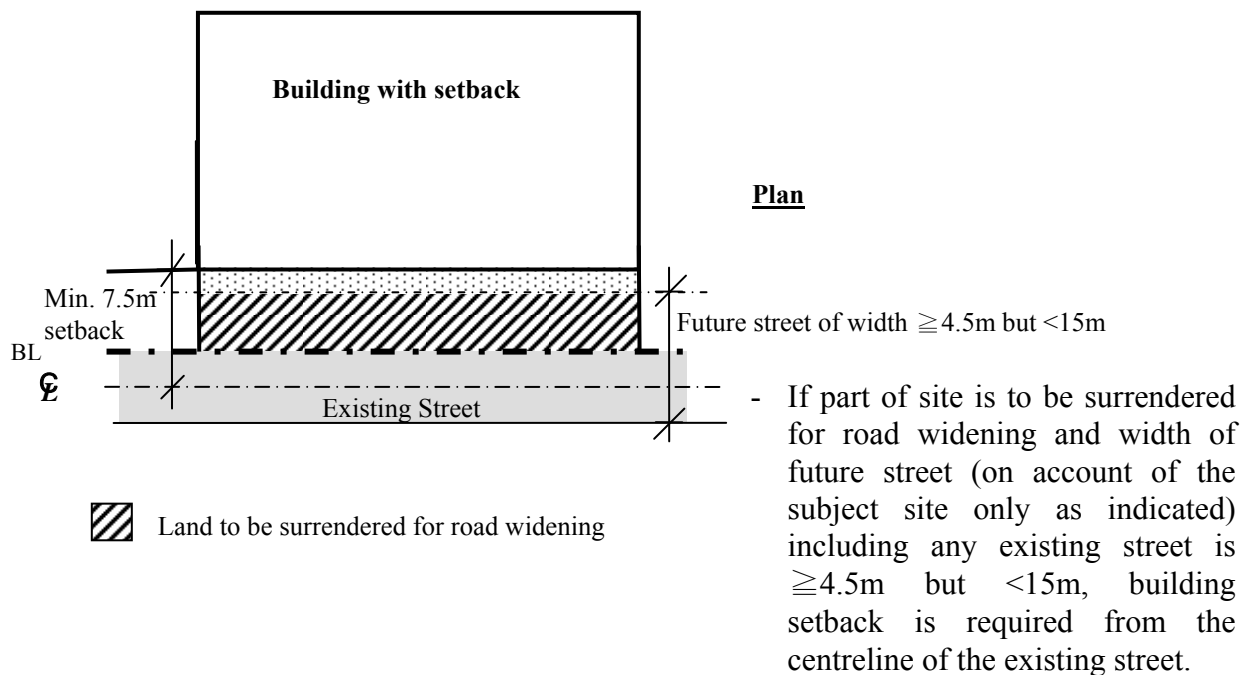 Building with setback
Plan
Min. 7.5m
setback
Future street of width ≧4.5m but <15m
BL
℄
Existing Street
Land to be surrendered for road widening
- If part of site is to be surrendered
for road widening and width of
future street (on account of the
subject site only as indicated)
including any existing street is
≧4.5m but <15m, building
setback is required from the
centreline of the existing street.